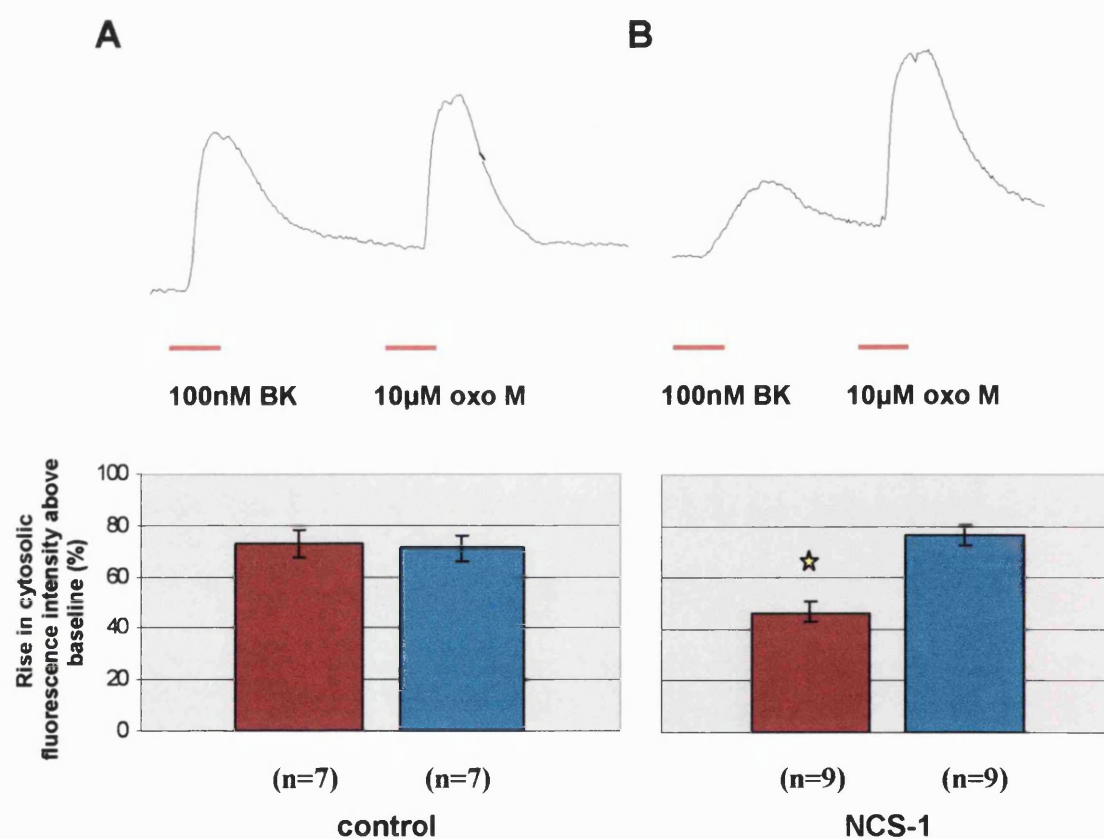 A
B
100nM BK
10µM oxo M
100nM BK
10µM oxo M
Rise in cytosolic
fluorescence intensity above
baseline (%)
100
80
60
40
20
0
(n=7)
(n=7)
(n=9)
(n=9)
control
NCS-1